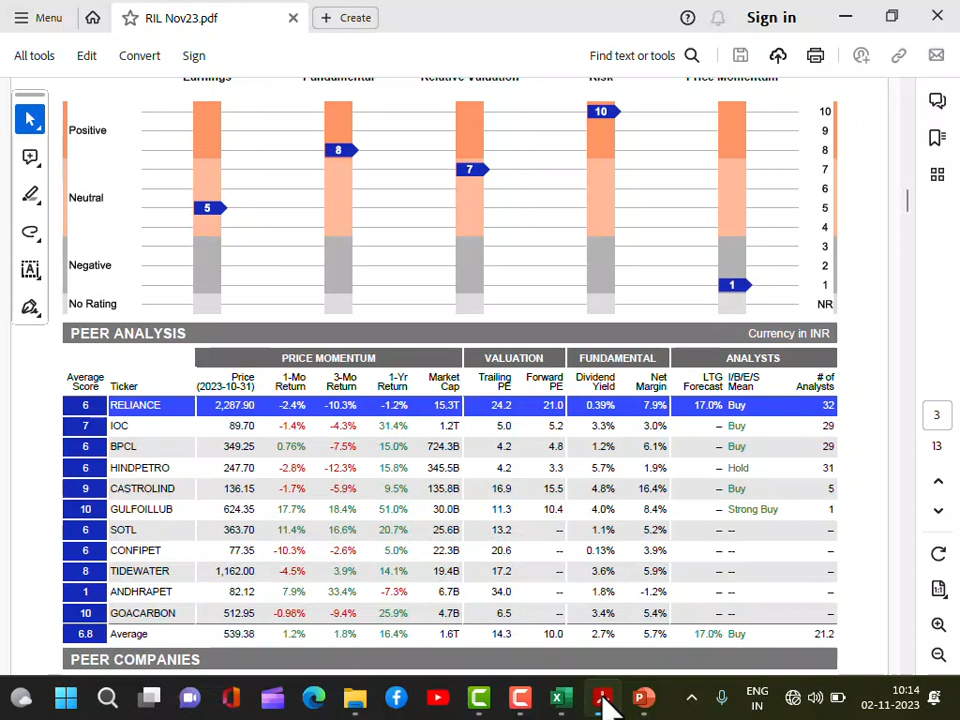 Menu
RIL Nov23.pdf
Create
Sign in
All tools Edit Convert Sign
Find text or tools
Earnings Fundamental Relative Valuation Risk Price Momentum
Positive
Neutral
Negative
No Rating
10
9
8
7
6
5
4
3
2
1
NR
5
8
7
10
1
PEER ANALYSIS Currency in INR
PRICE MOMENTUM VALUATION FUNDAMENTAL ANALYSTS
Average Price 1-Mo 3-Mo 1-Yr Market Trailing Forward Dividend Net LTG I/B/E/S # of
Score Ticker (2023-10-31) Return Return Return Cap PE PE Yield Margin Forecast Mean Analysts
6 RELIANCE 2,287.90 -2.4% -10.3% -1.2% 15.3T 24.2 21.0 0.39% 7.9% 17.0% Buy 32
7 IOC 89.70 -1.4% -4.3% 31.4% 1.2T 5.0 5.2 3.3% 3.0% – Buy 29
6 BPCL 349.25 0.76% -7.5% 15.0% 724.3B 4.2 4.8 1.2% 6.1% – Buy 29
6 HINDPETRO 247.70 -2.8% -12.3% 15.8% 345.5B 4.2 3.3 5.7% 1.9% – Hold 31
9 CASTROLIND 136.15 -1.7% -5.9% 9.5% 135.8B 16.9 15.5 4.8% 16.4% – Buy 5
10 GULFOILLUB 624.35 17.7% 18.4% 51.0% 30.0B 11.3 10.4 4.0% 8.4% – Strong Buy 1
6 SOTL 363.70 11.4% 16.6% 20.7% 25.6B 13.2 -- 1.1% 5.2% – -- --
6 CONFIPET 77.35 -10.3% -2.6% 5.0% 22.3B 20.6 -- 0.13% 3.9% – -- --
8 TIDEWATER 1,162.00 -4.5% 3.9% 14.1% 19.4B 17.2 -- 3.6% 5.9% – -- --
1 ANDHRAPET 82.12 7.9% 33.4% -7.3% 6.7B 34.0 -- 1.8% -1.2% – -- --
10 GOACARBON 512.95 -0.98% -9.4% 25.9% 4.7B 6.5 -- 3.4% 5.4% – -- --
6.8 Average 539.38 1.2% 1.8% 16.4% 1.6T 14.3 10.0 2.7% 5.7% 17.0% Buy 21.2
PEER COMPANIES
3
13
ENG
IN
10:14
02-11-2023